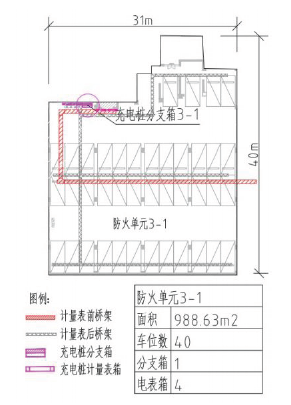 31m
充电桩分支箱3-1
40m
防火单元3-1
图例:
计量表前桥架
计量表后桥架
充电桩分支箱
充电桩计量表箱
防火单元3-1
面积 988.63m2
车位数 40
分支箱 1
电表箱 4